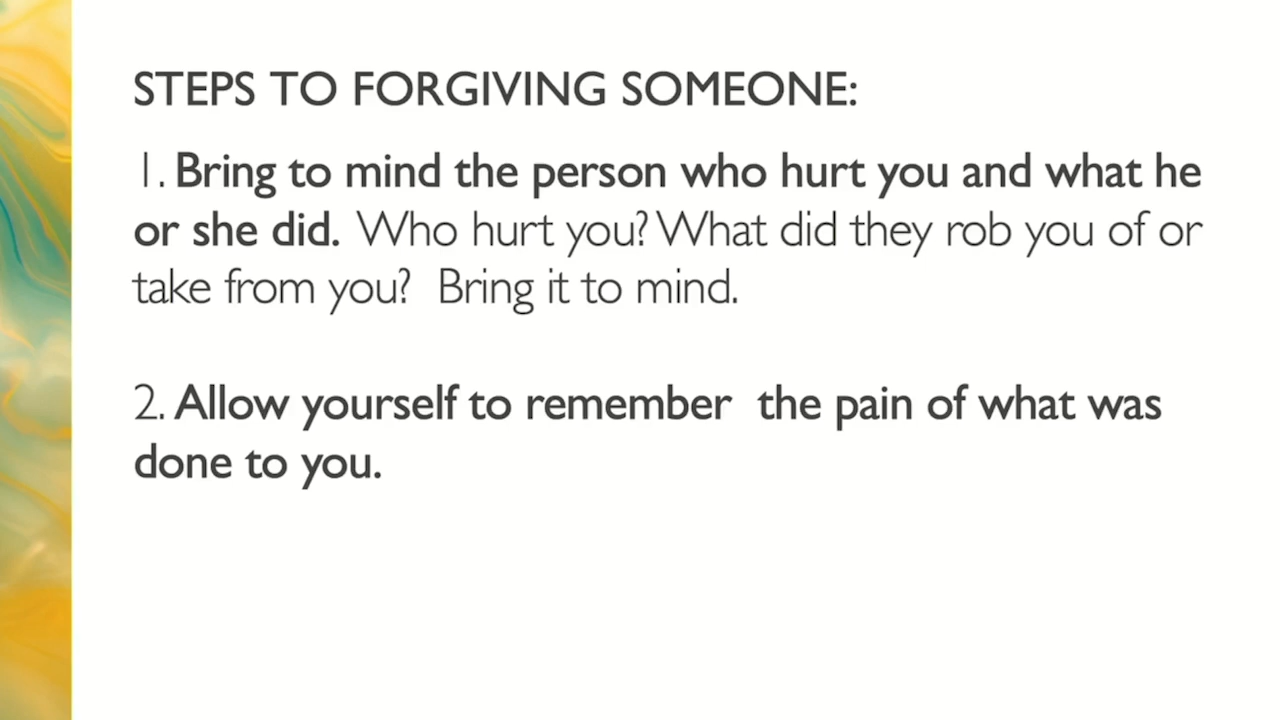 STEPS TO FORGIVING SOMEONE:
1. Bring to mind the person who hurt you and what he
or she did.  Who hurt you? What did they rob you of or
take from you?  Bring it to mind.
2. Allow yourself to remember  the pain of what was
done to you.